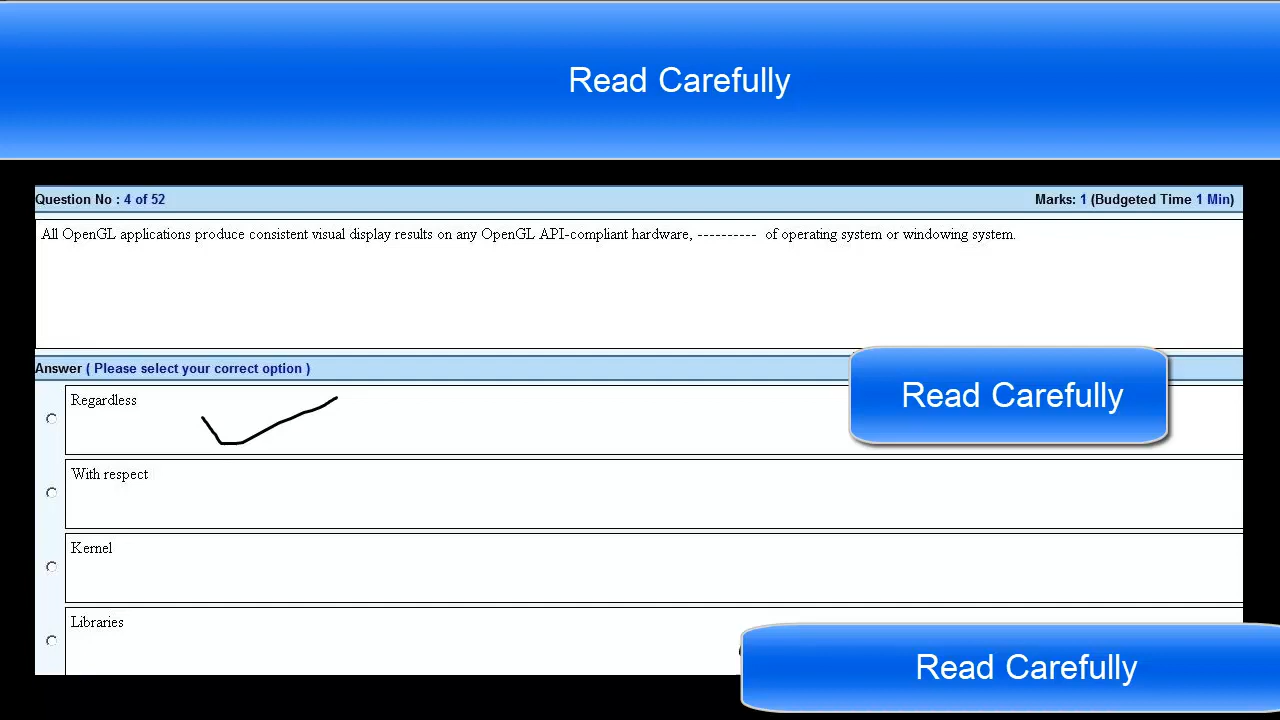 Read Carefully
Question No : 4 of 52 Marks: 1 (Budgeted Time 1 Min)
All OpenGL applications produce consistent visual display results on any OpenGL API-compliant hardware, ---------- of operating system or windowing system.
Answer ( Please select your correct option )
Read Carefully
Regardless
With respect
Kernel
Libraries
Read Carefully